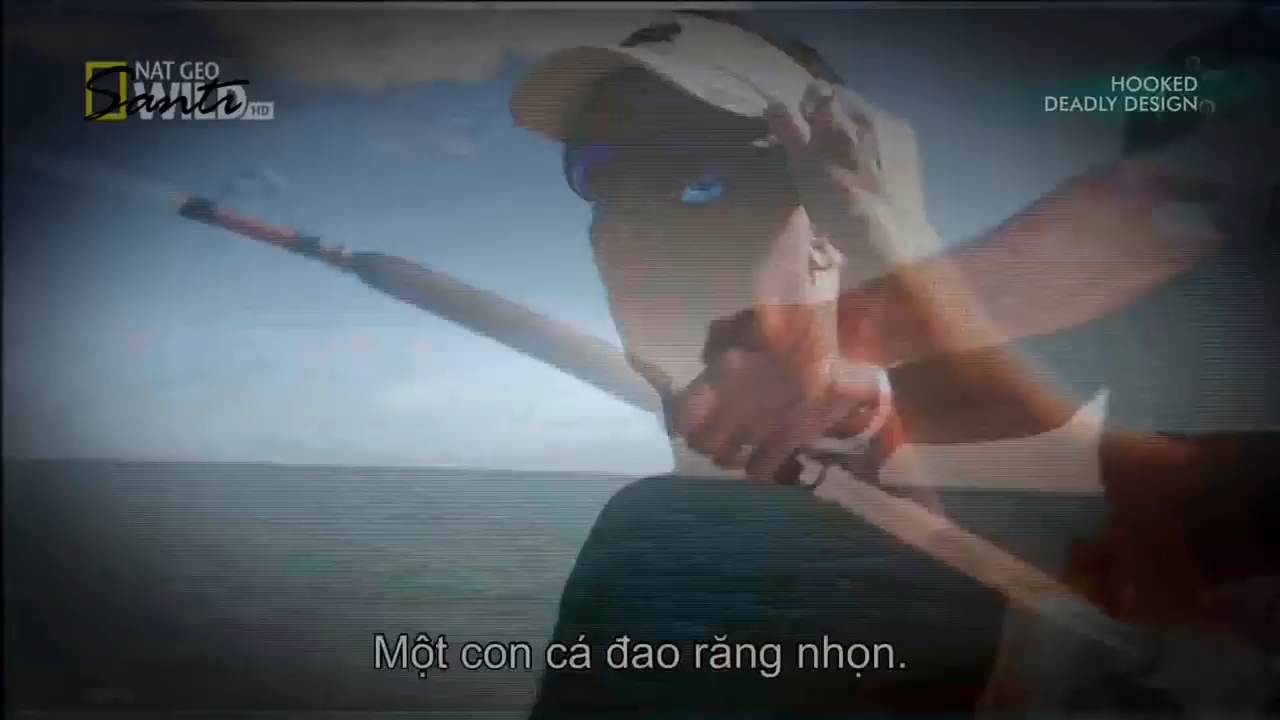 NAT GEO
WILD HD
Santi
HOOKED
DEADLY DESIGN
Một con cá đao răng nhọn.